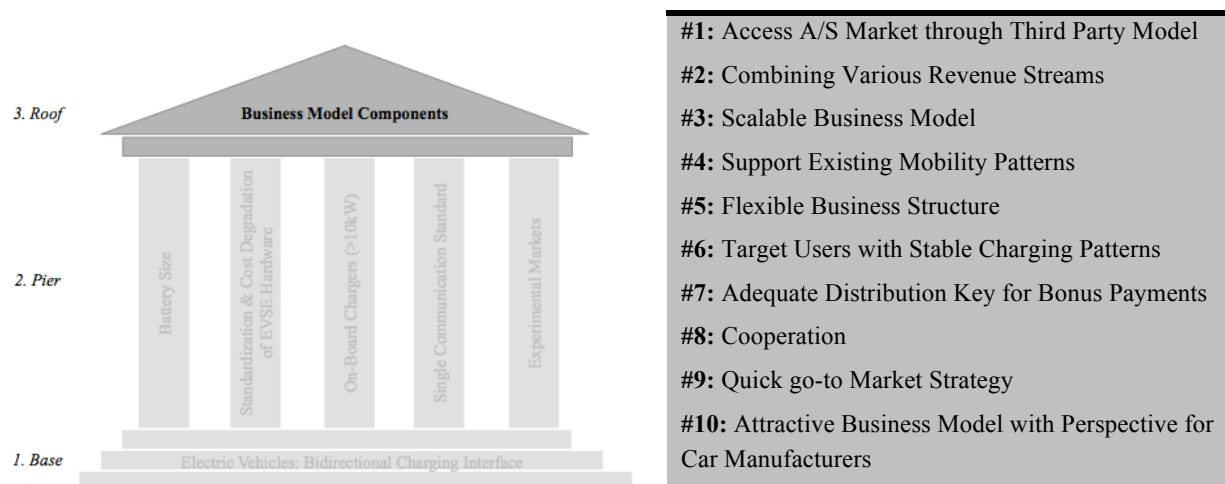 3. Roof
Business Model Components
2. Pier
Battery Size
Standardization & Cost Degradation
of EVSE Hardware
On-Board Chargers (>10kW)
Single Communication Standard
Experimental Markets
1. Base
Electric Vehicles: Bidirectional Charging Interface
#1: Access A/S Market through Third Party Model
#2: Combining Various Revenue Streams
#3: Scalable Business Model
#4: Support Existing Mobility Patterns
#5: Flexible Business Structure
#6: Target Users with Stable Charging Patterns
#7: Adequate Distribution Key for Bonus Payments
#8: Cooperation
#9: Quick go-to Market Strategy
#10: Attractive Business Model with Perspective for
Car Manufacturers